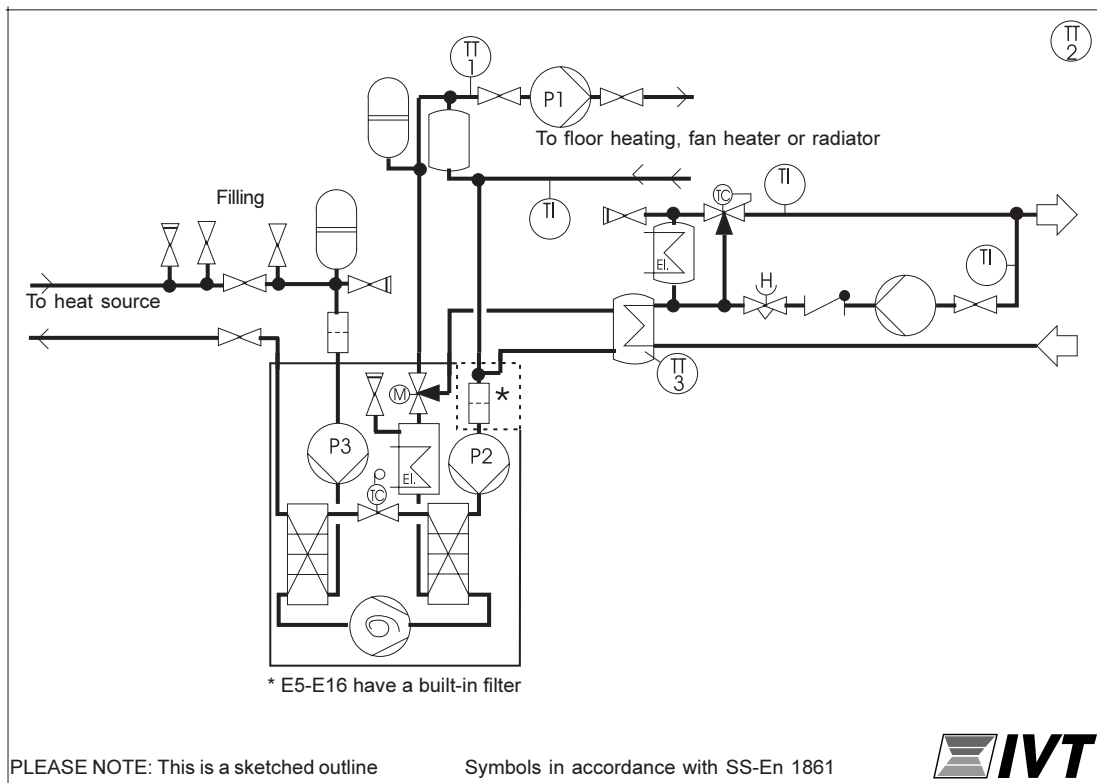 TT
2
TT
1
P1
To floor heating, fan heater or radiator
TI
TC
TI
Filling
El.
TI
H
To heat source
TT
3
M
*
P3
P2
El.
TC
* E5-E16 have a built-in filter
PLEASE NOTE: This is a sketched outline
Symbols in accordance with SS-En 1861
IVT